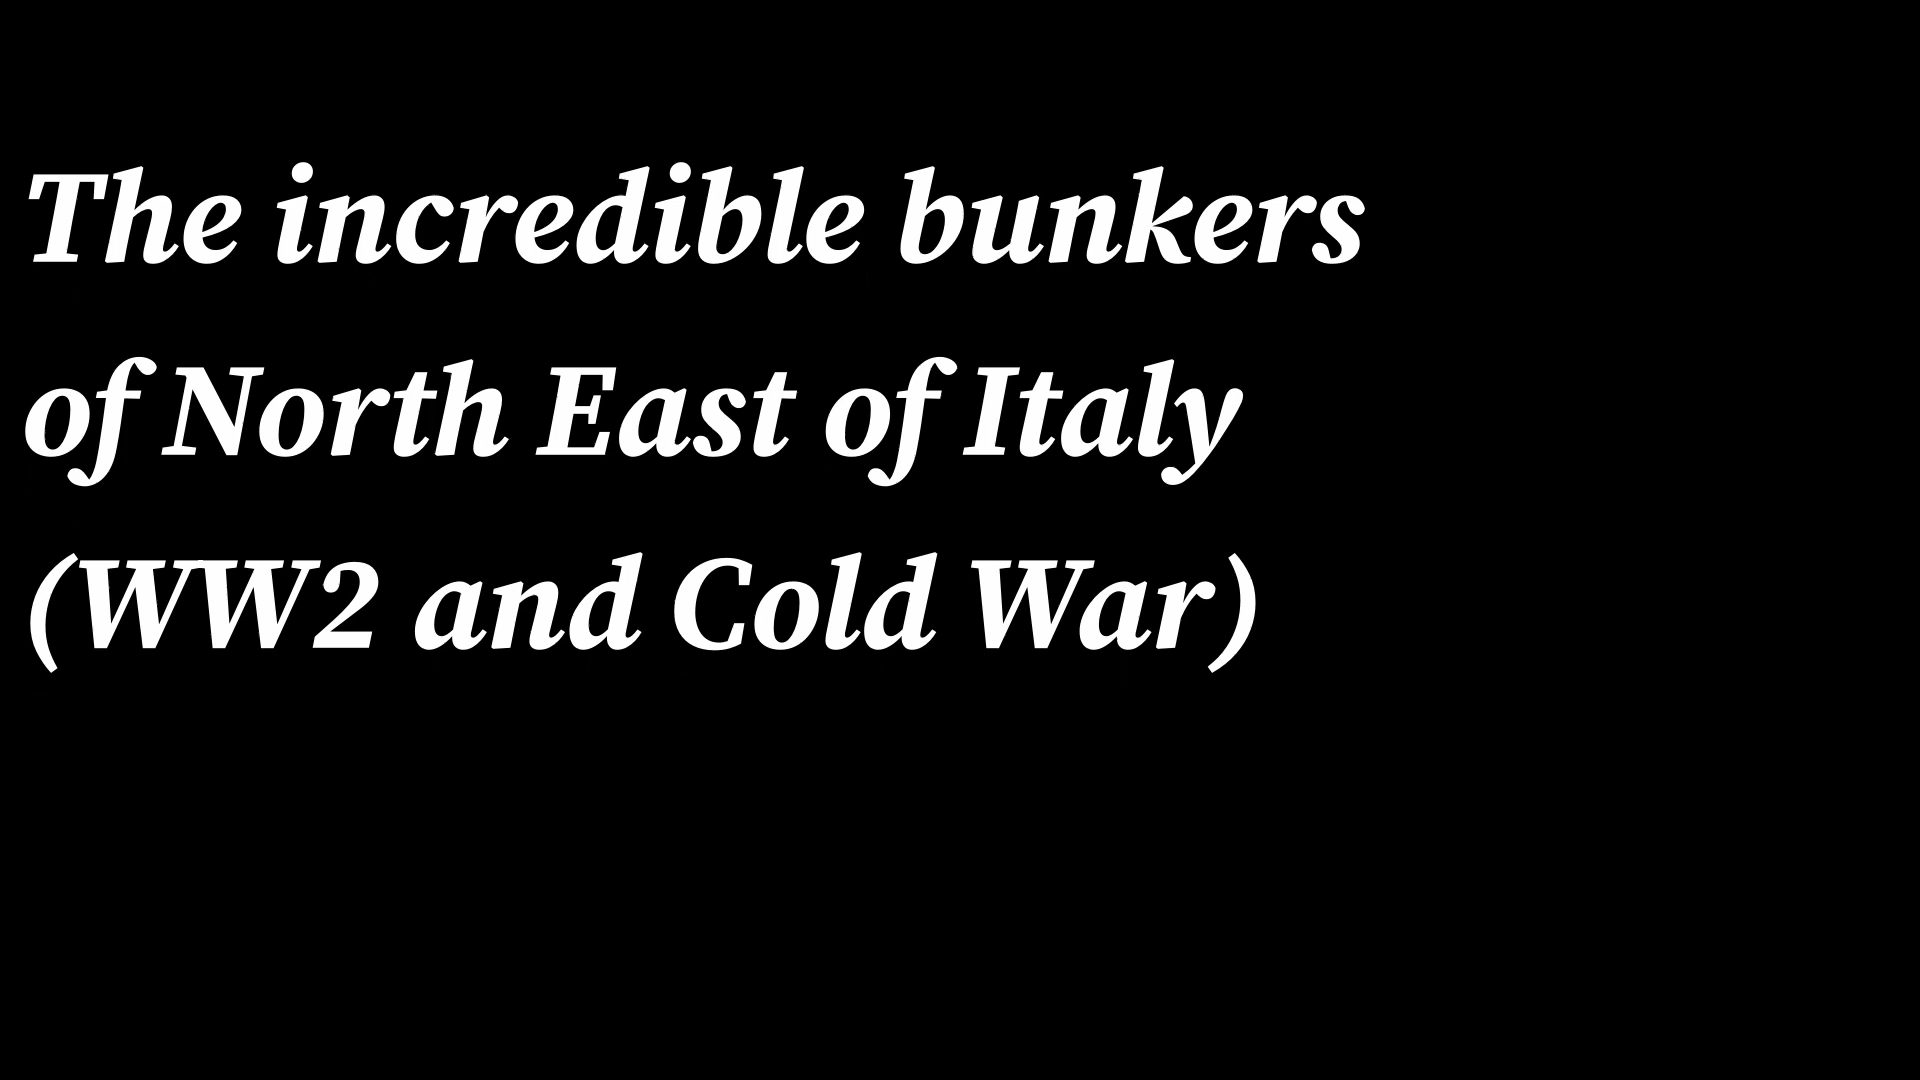 The incredible bunkers
of North East of Italy
(WW2 and Cold War)